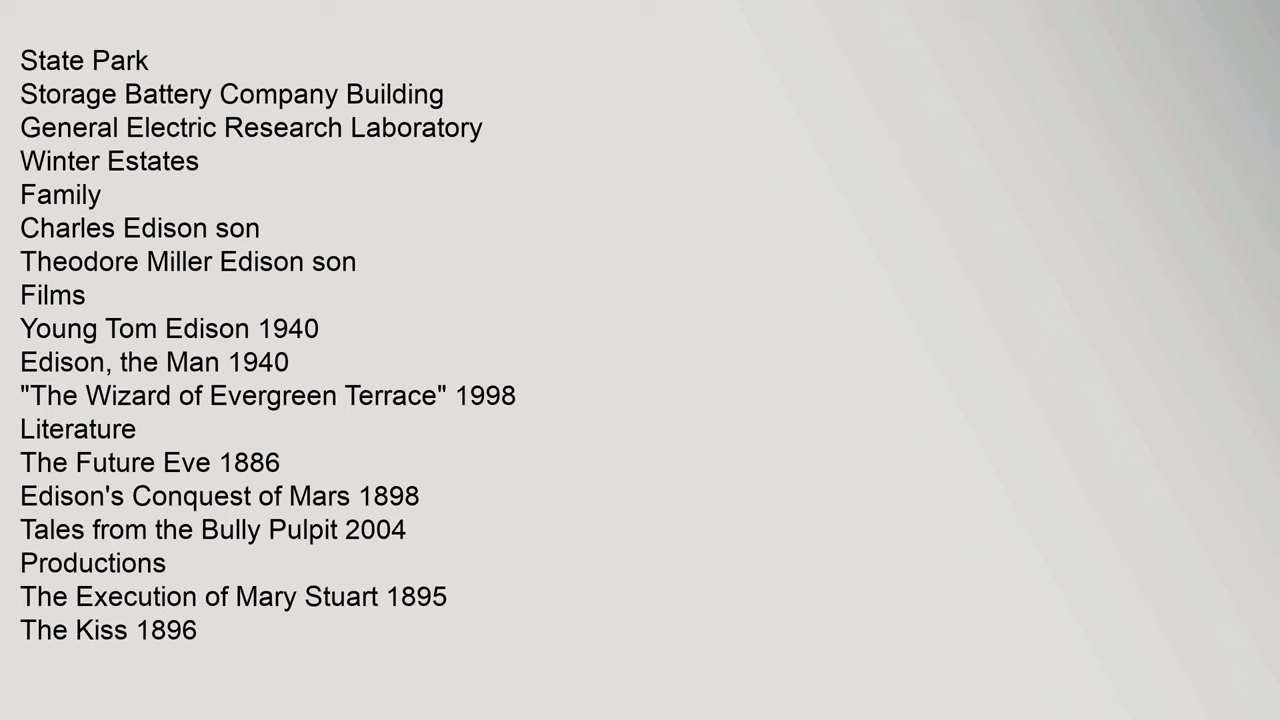 State Park
Storage Battery Company Building
General Electric Research Laboratory
Winter Estates
Family
Charles Edison son
Theodore Miller Edison son
Films
Young Tom Edison 1940
Edison, the Man 1940
"The Wizard of Evergreen Terrace" 1998
Literature
The Future Eve 1886
Edison's Conquest of Mars 1898
Tales from the Bully Pulpit 2004
Productions
The Execution of Mary Stuart 1895
The Kiss 1896